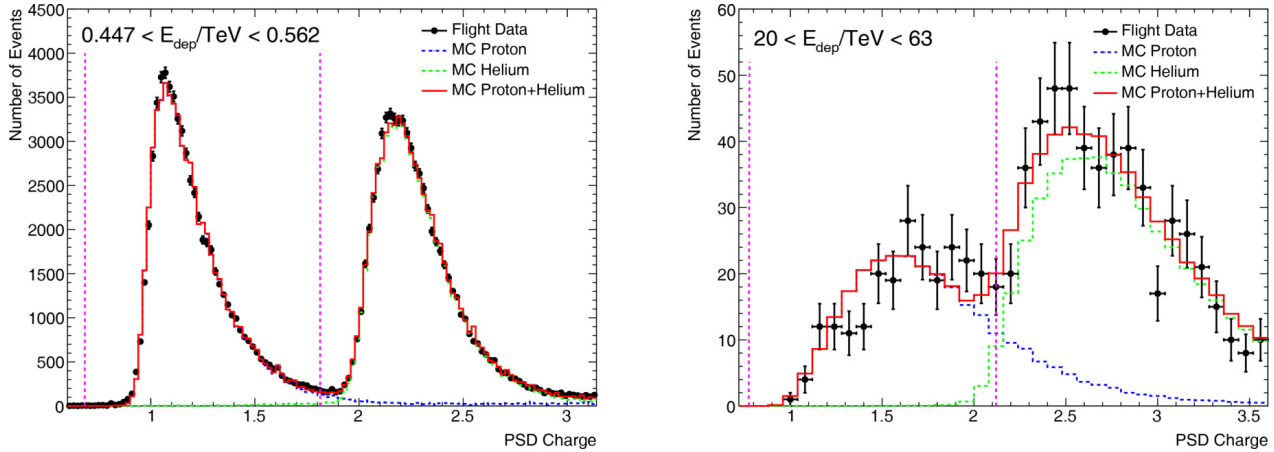 Number of Events
4500
4000
3500
3000
2500
2000
1500
1000
500
0
0.447 < E_dep/TeV < 0.562
Flight Data
MC Proton
MC Helium
MC Proton+Helium
1 1.5 2 2.5 3
PSD Charge
Number of Events
80
70
60
50
40
30
20
10
0
20 < E_dep/TeV < 63
Flight Data
MC Proton
MC Helium
MC Proton+Helium
1 1.5 2 2.5 3 3.5
PSD Charge